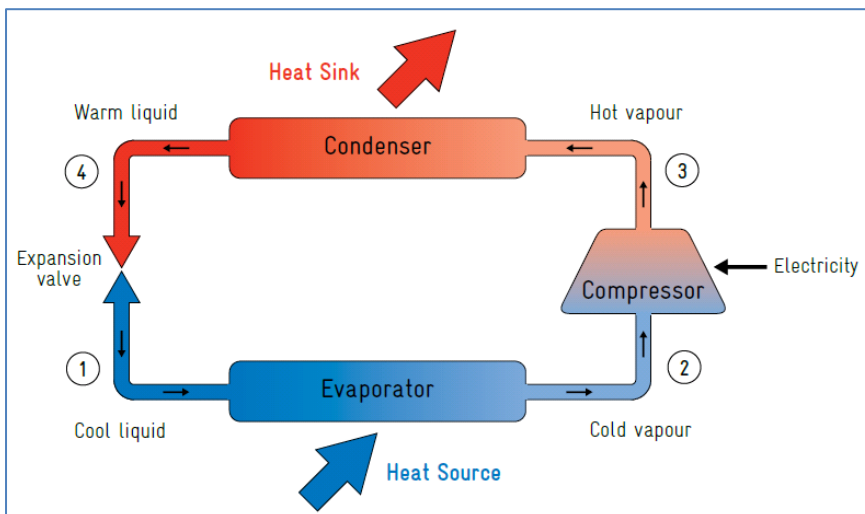 Heat Sink
Warm liquid
Hot vapour
Condenser
4
3
Expansion
valve
Electricity
Compressor
1
Evaporator
2
Cool liquid
Cold vapour
Heat Source